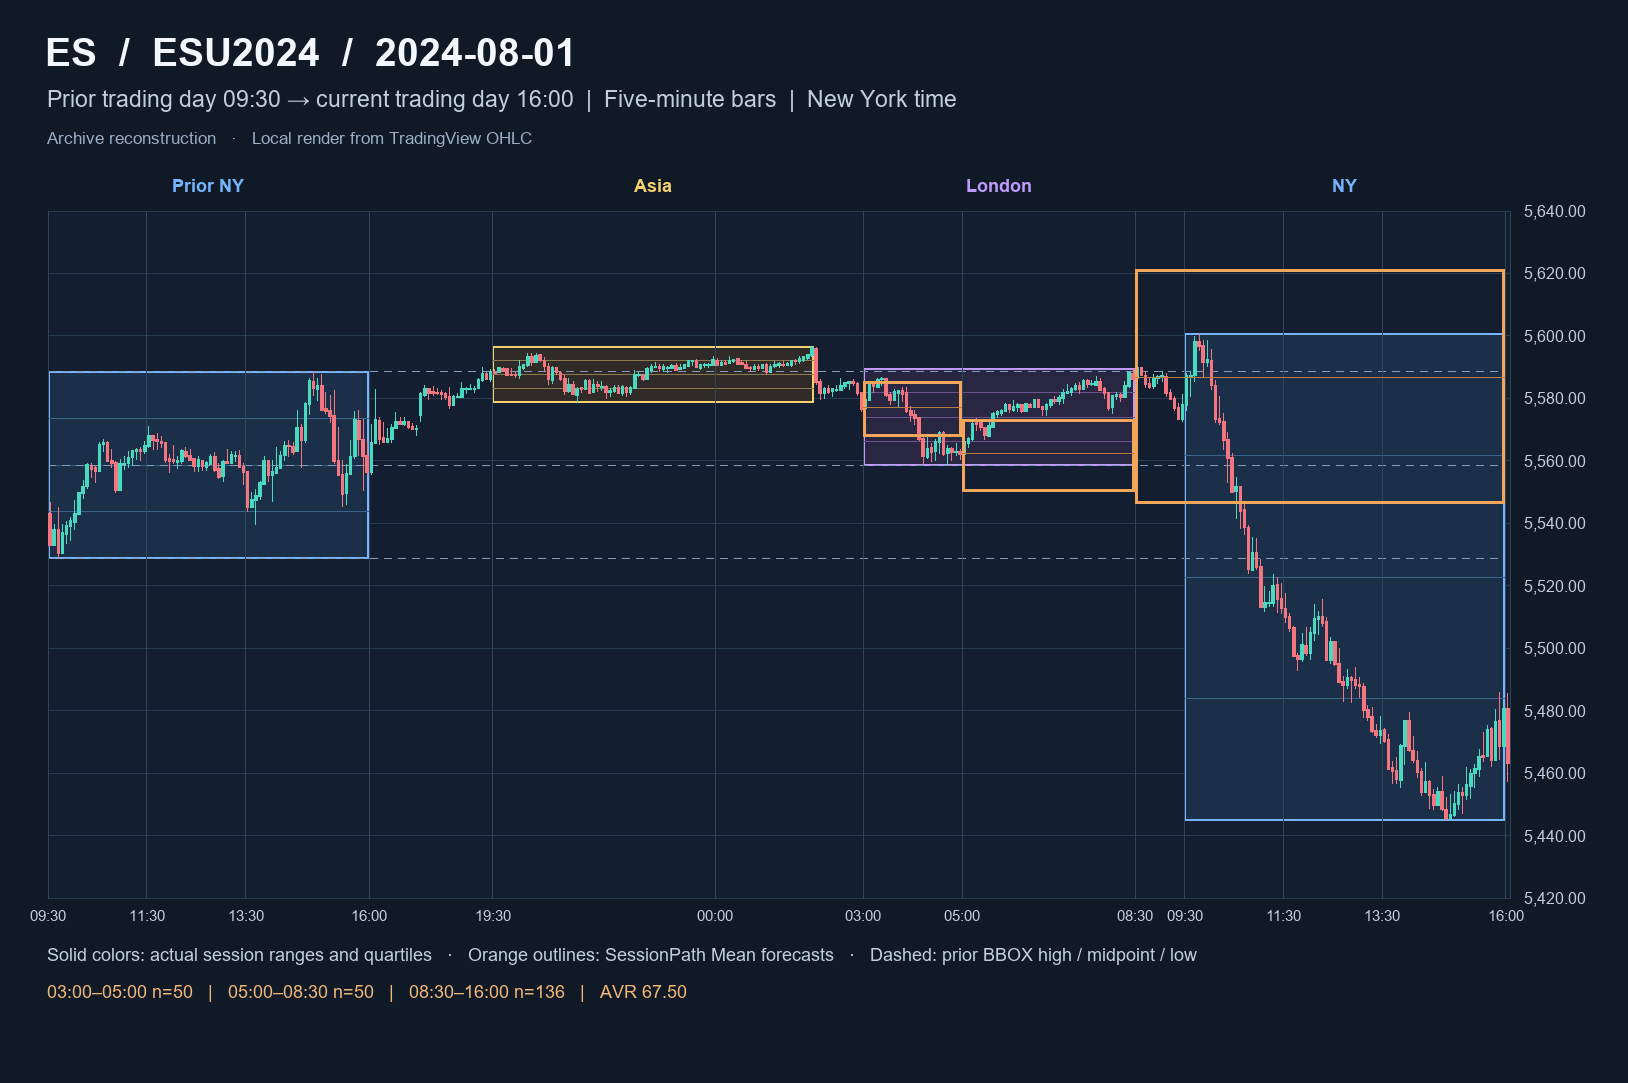 ES / ESU2024 / 2024-08-01
Prior trading day 09:30 → current trading day 16:00 | Five-minute bars | New York time
Archive reconstruction · Local render from TradingView OHLC
Prior NY Asia London NY
5,640.00
5,620.00
5,600.00
5,580.00
5,560.00
5,540.00
5,520.00
5,500.00
5,480.00
5,460.00
5,440.00
5,420.00
09:30 11:30 13:30 16:00 19:30 00:00 03:00 05:00 08:30 09:30 11:30 13:30 16:00
Solid colors: actual session ranges and quartiles · Orange outlines: SessionPath Mean forecasts · Dashed: prior BBOX high / midpoint / low
03:00–05:00 n=50 | 05:00–08:30 n=50 | 08:30–16:00 n=136 | AVR 67.50